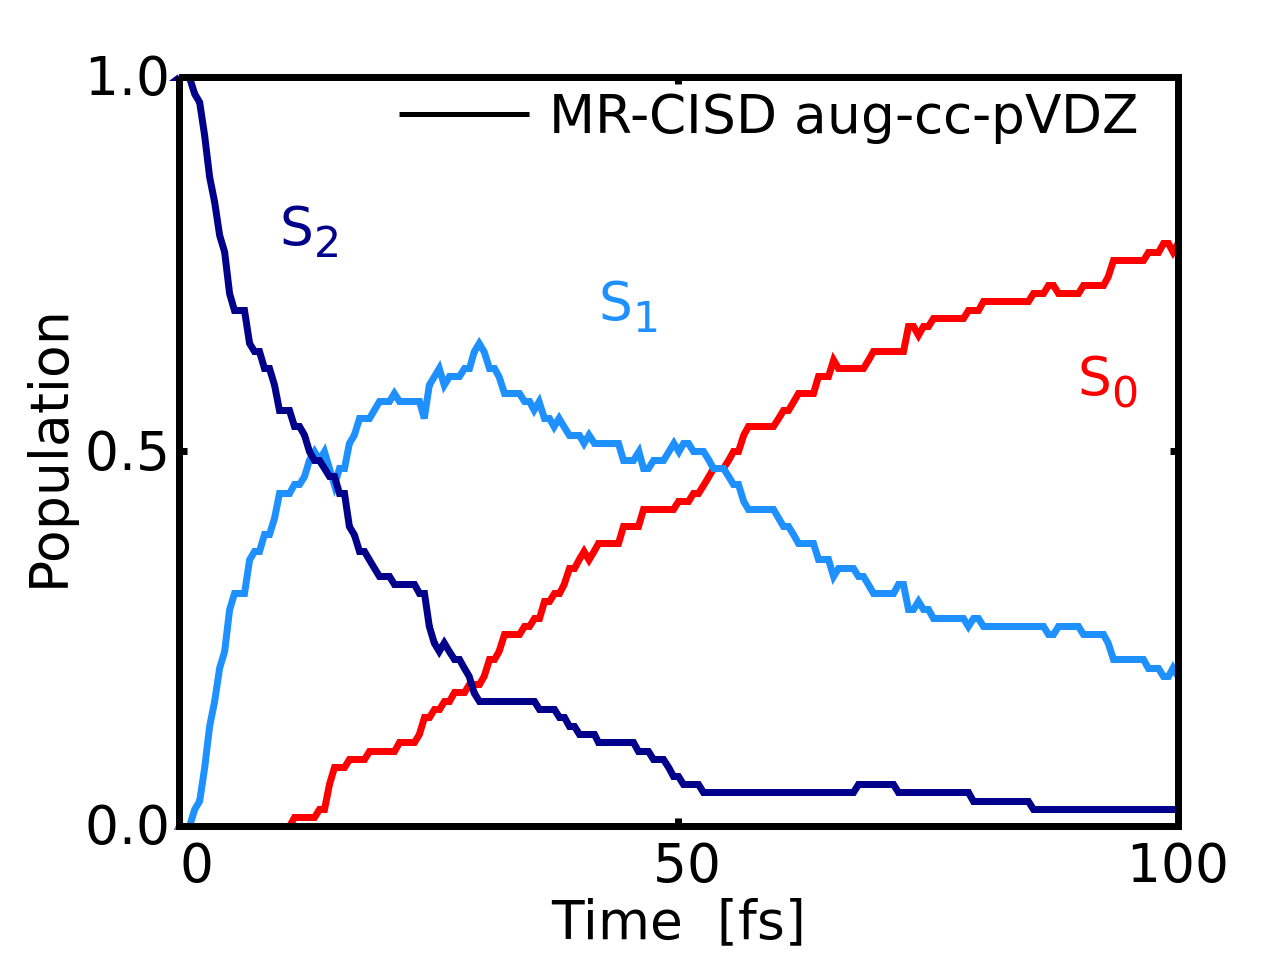 1.0
MR-CISD aug-cc-pVDZ
S2
S1
S0
Population
0.5
0.0
0 50 100
Time [fs]